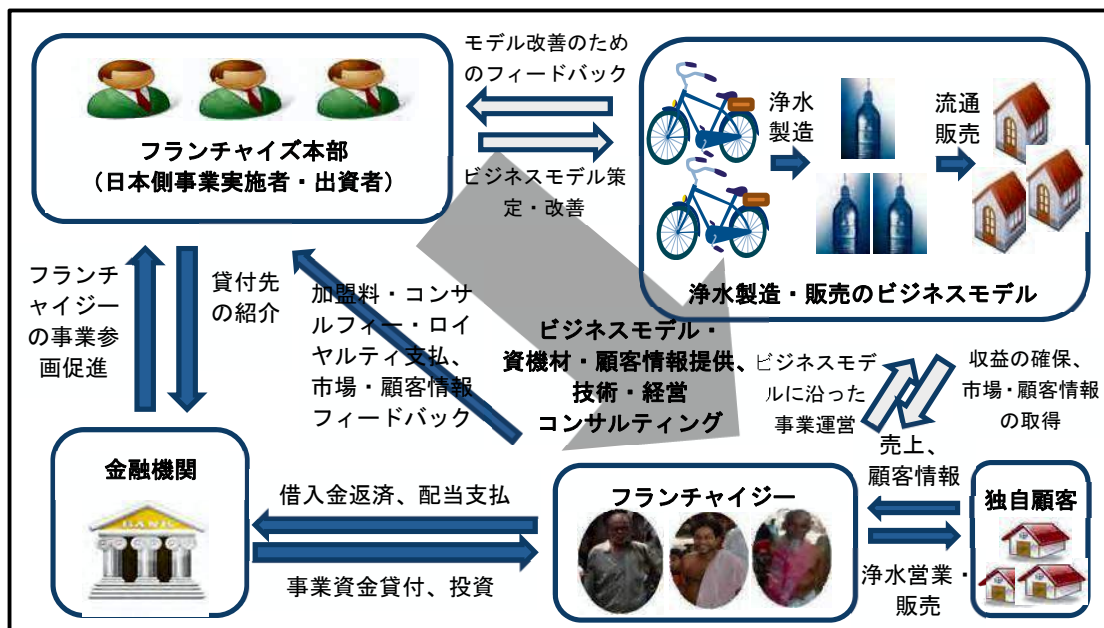 モデル改善のため
のフィードバック
フランチャイズ本部
（日本側事業実施者・出資者）
ビジネスモデル策
定・改善
浄水
製造
流通
販売
浄水製造・販売のビジネスモデル
フランチ
ャイジー
の事業参
画促進
貸付先
の紹介
加盟料・コンサ
ルフィー・ロイ
ヤルティ支払、
市場・顧客情報
フィードバック
ビジネスモデル・
資機材・顧客情報提供、
技術・経営
コンサルティング
ビジネスモデ
ルに沿った
事業運営
収益の確保、
市場・顧客情報
の取得
金融機関
BANK
借入金返済、配当支払
事業資金貸付、投資
フランチャイジー
売上、
顧客情報
浄水営業・
販売
独自顧客